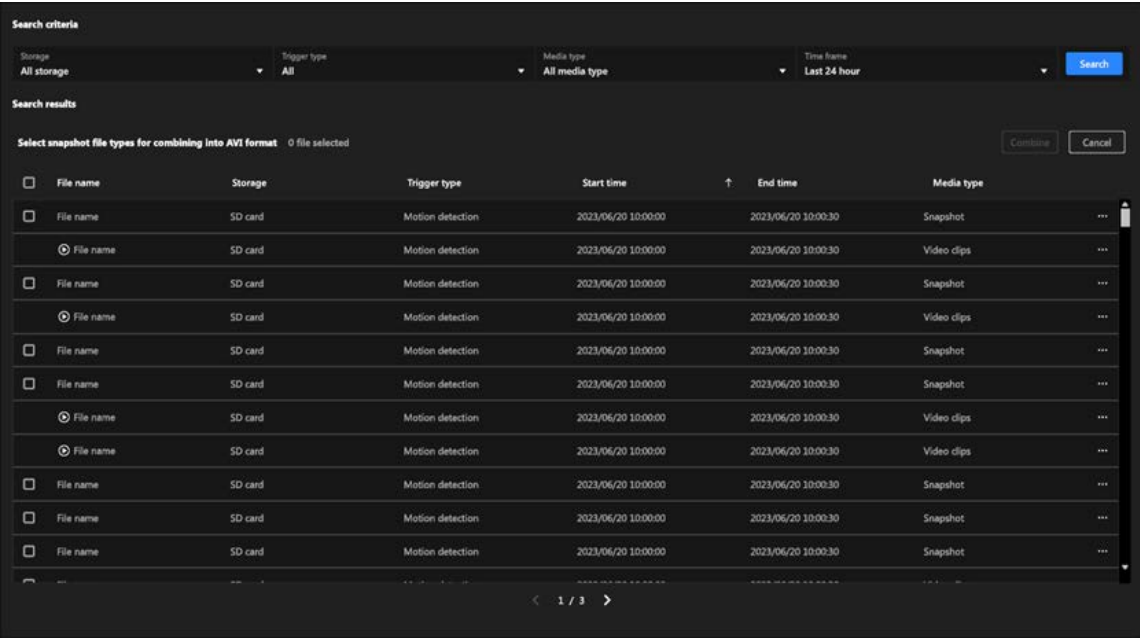 Search criteria
Storage Trigger type Media type Time frame
All storage All All media type Last 24 hour Search
Search results
Select snapshot file types for combining into AVI format 0 file selected Combine Cancel
File name Storage Trigger type Start time ↑ End time Media type
File name SD card Motion detection 2023/06/20 10:00:00 2023/06/20 10:00:30 Snapshot ...
File name SD card Motion detection 2023/06/20 10:00:00 2023/06/20 10:00:30 Video clips ...
File name SD card Motion detection 2023/06/20 10:00:00 2023/06/20 10:00:30 Snapshot ...
File name SD card Motion detection 2023/06/20 10:00:00 2023/06/20 10:00:30 Video clips ...
File name SD card Motion detection 2023/06/20 10:00:00 2023/06/20 10:00:30 Snapshot ...
File name SD card Motion detection 2023/06/20 10:00:00 2023/06/20 10:00:30 Snapshot ...
File name SD card Motion detection 2023/06/20 10:00:00 2023/06/20 10:00:30 Video clips ...
File name SD card Motion detection 2023/06/20 10:00:00 2023/06/20 10:00:30 Video clips ...
File name SD card Motion detection 2023/06/20 10:00:00 2023/06/20 10:00:30 Snapshot ...
File name SD card Motion detection 2023/06/20 10:00:00 2023/06/20 10:00:30 Snapshot ...
File name SD card Motion detection 2023/06/20 10:00:00 2023/06/20 10:00:30 Snapshot ...
< 1 / 3 >